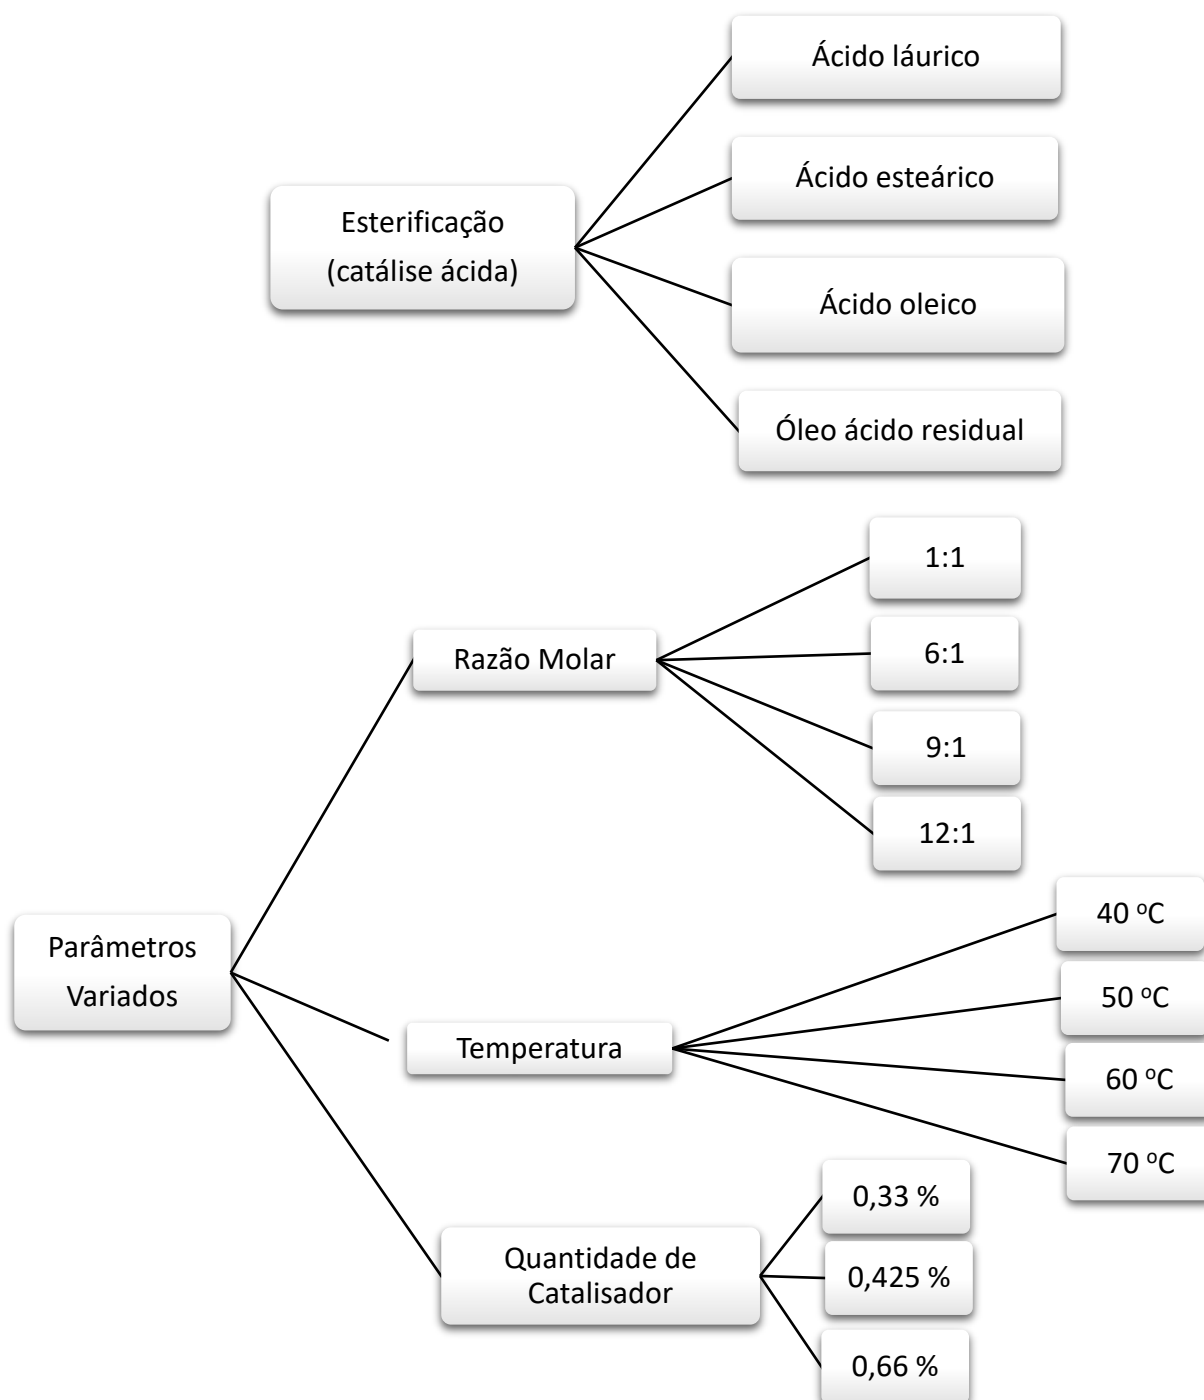 Ácido láurico
Ácido esteárico
Esterificação
(catálise ácida)
Ácido oleico
Óleo ácido residual
1:1
Razão Molar
6:1
9:1
12:1
Parâmetros
Variados
40 ºC
50 ºC
Temperatura
60 ºC
70 ºC
0,33 %
Quantidade de
Catalisador
0,425 %
0,66 %